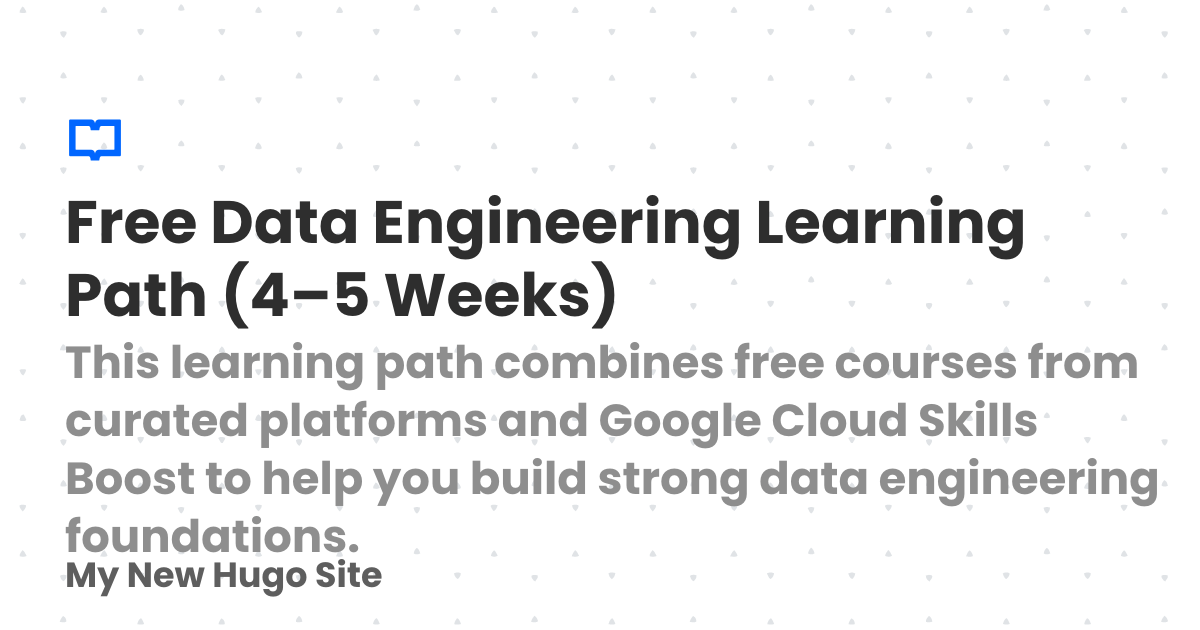 Free Data Engineering Learning
Path (4–5 Weeks)
This learning path combines free courses from
curated platforms and Google Cloud Skills
Boost to help you build strong data engineering
foundations.
My New Hugo Site